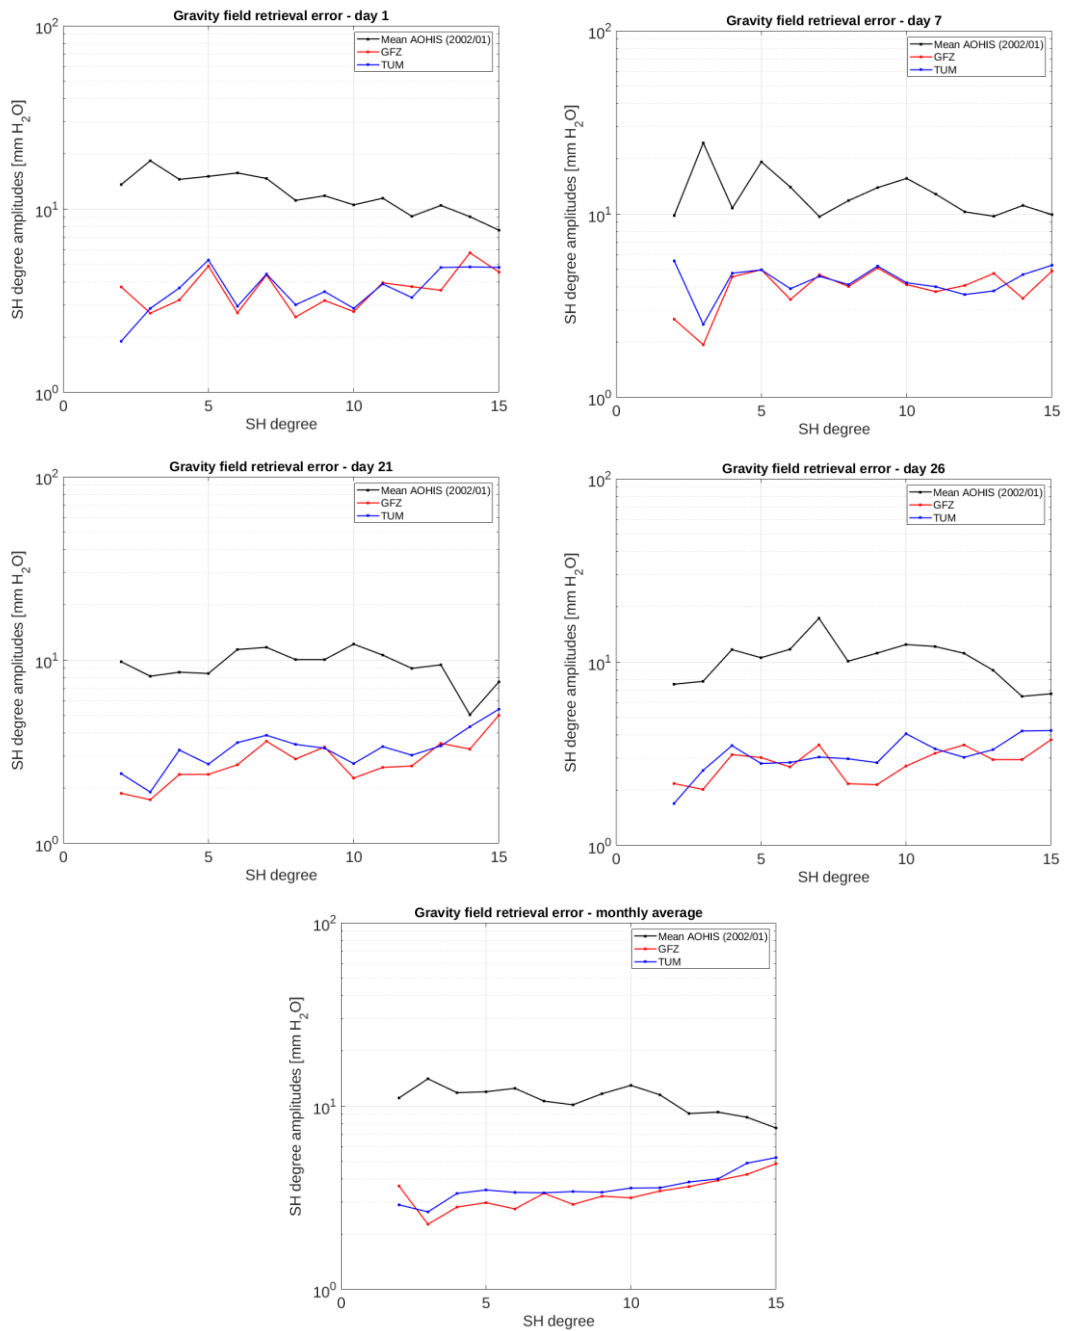 Gravity field retrieval error - day 1
10^2
Mean AOHIS (2002/01)
GFZ
TUM
SH degree amplitudes [mm H_2O]
10^1
10^0
0 5 10 15
SH degree
Gravity field retrieval error - day 7
10^2
Mean AOHIS (2002/01)
GFZ
TUM
SH degree amplitudes [mm H_2O]
10^1
10^0
0 5 10 15
SH degree
Gravity field retrieval error - day 21
10^2
Mean AOHIS (2002/01)
GFZ
TUM
SH degree amplitudes [mm H_2O]
10^1
10^0
0 5 10 15
SH degree
Gravity field retrieval error - day 26
10^2
Mean AOHIS (2002/01)
GFZ
TUM
SH degree amplitudes [mm H_2O]
10^1
10^0
0 5 10 15
SH degree
Gravity field retrieval error - monthly average
10^2
Mean AOHIS (2002/01)
GFZ
TUM
SH degree amplitudes [mm H_2O]
10^1
10^0
0 5 10 15
SH degree